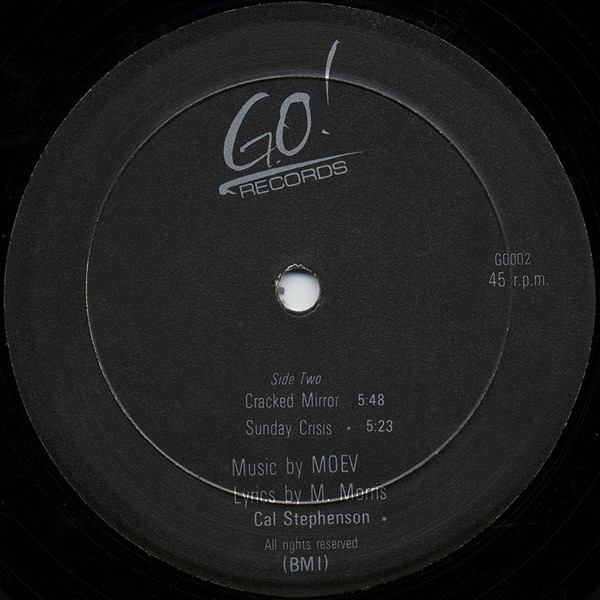 GO!
RECORDS
GO002
45 r.p.m.
Side Two
Cracked Mirror 5:48
Sunday Crisis • 5:23
Music by MOEV
Lyrics by M. Morris
Cal Stephenson •
All rights reserved
(BMI)